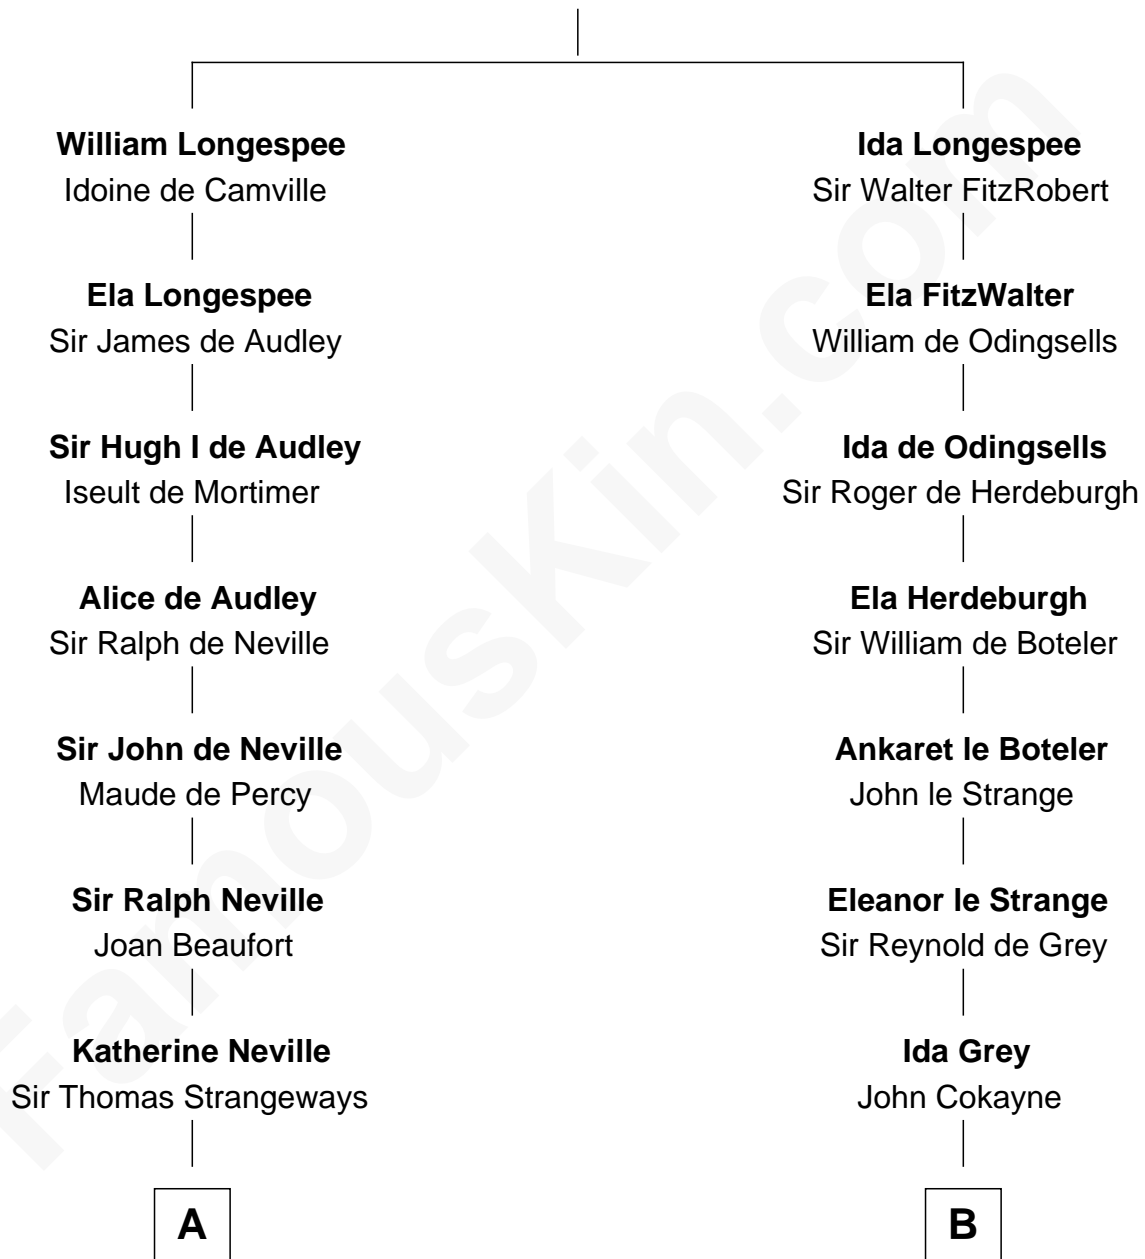 William Longespee
Idoine de Camville
Ela Longespee
Sir James de Audley
Sir Hugh I de Audley
Iseult de Mortimer
Alice de Audley
Sir Ralph de Neville
Sir John de Neville
Maude de Percy
Sir Ralph Neville
Joan Beaufort
Katherine Neville
Sir Thomas Strangeways
A
Ida Longespee
Sir Walter FitzRobert
Ela FitzWalter
William de Odingsells
Ida de Odingsells
Sir Roger de Herdeburgh
Ela Herdeburgh
Sir William de Boteler
Ankaret le Boteler
John le Strange
Eleanor le Strange
Sir Reynold de Grey
Ida Grey
John Cokayne
B
FamousKin.com